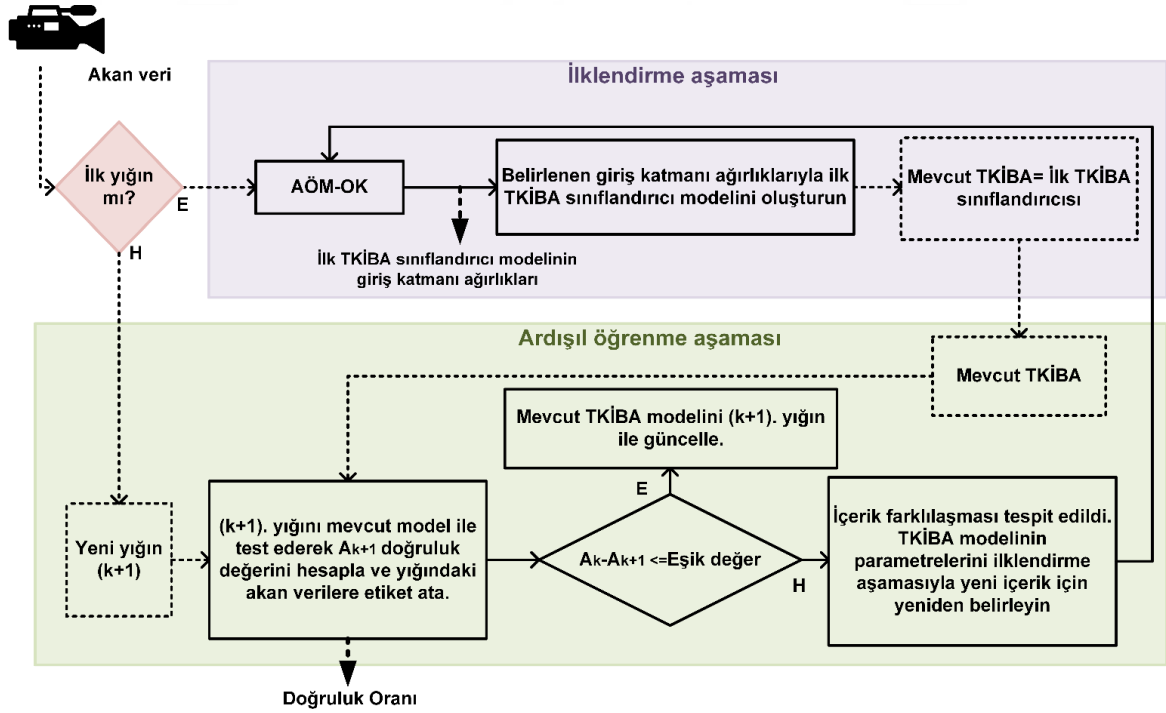 Akan veri
İlklendirme aşaması
İlk yığın
mı?
E
H
AÖM-OK
Belirlenen giriş katmanı ağırlıklarıyla ilk
TKİBA sınıflandırıcı modelini oluşturun
Mevcut TKİBA= İlk TKİBA
sınıflandırıcısı
İlk TKİBA sınıflandırıcı modelinin
giriş katmanı ağırlıkları
Ardışıl öğrenme aşaması
Mevcut TKİBA
Mevcut TKİBA modelini (k+1). yığın
ile güncelle.
E
Yeni yığın
(k+1)
(k+1). yığını mevcut model ile
test ederek Ak+1 doğruluk
değerini hesapla ve yığındaki
akan verilere etiket ata.
Ak-Ak+1 <=Eşik değer
H
İçerik farklılaşması tespit edildi.
TKİBA modelinin
parametrelerini ilklendirme
aşamasıyla yeni içerik için
yeniden belirleyin
Doğruluk Oranı